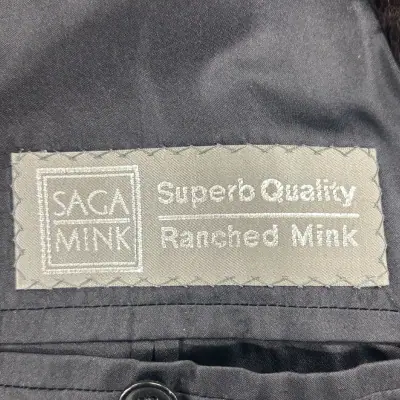 SAGA
MINK
Superb Quality
Ranched Mink